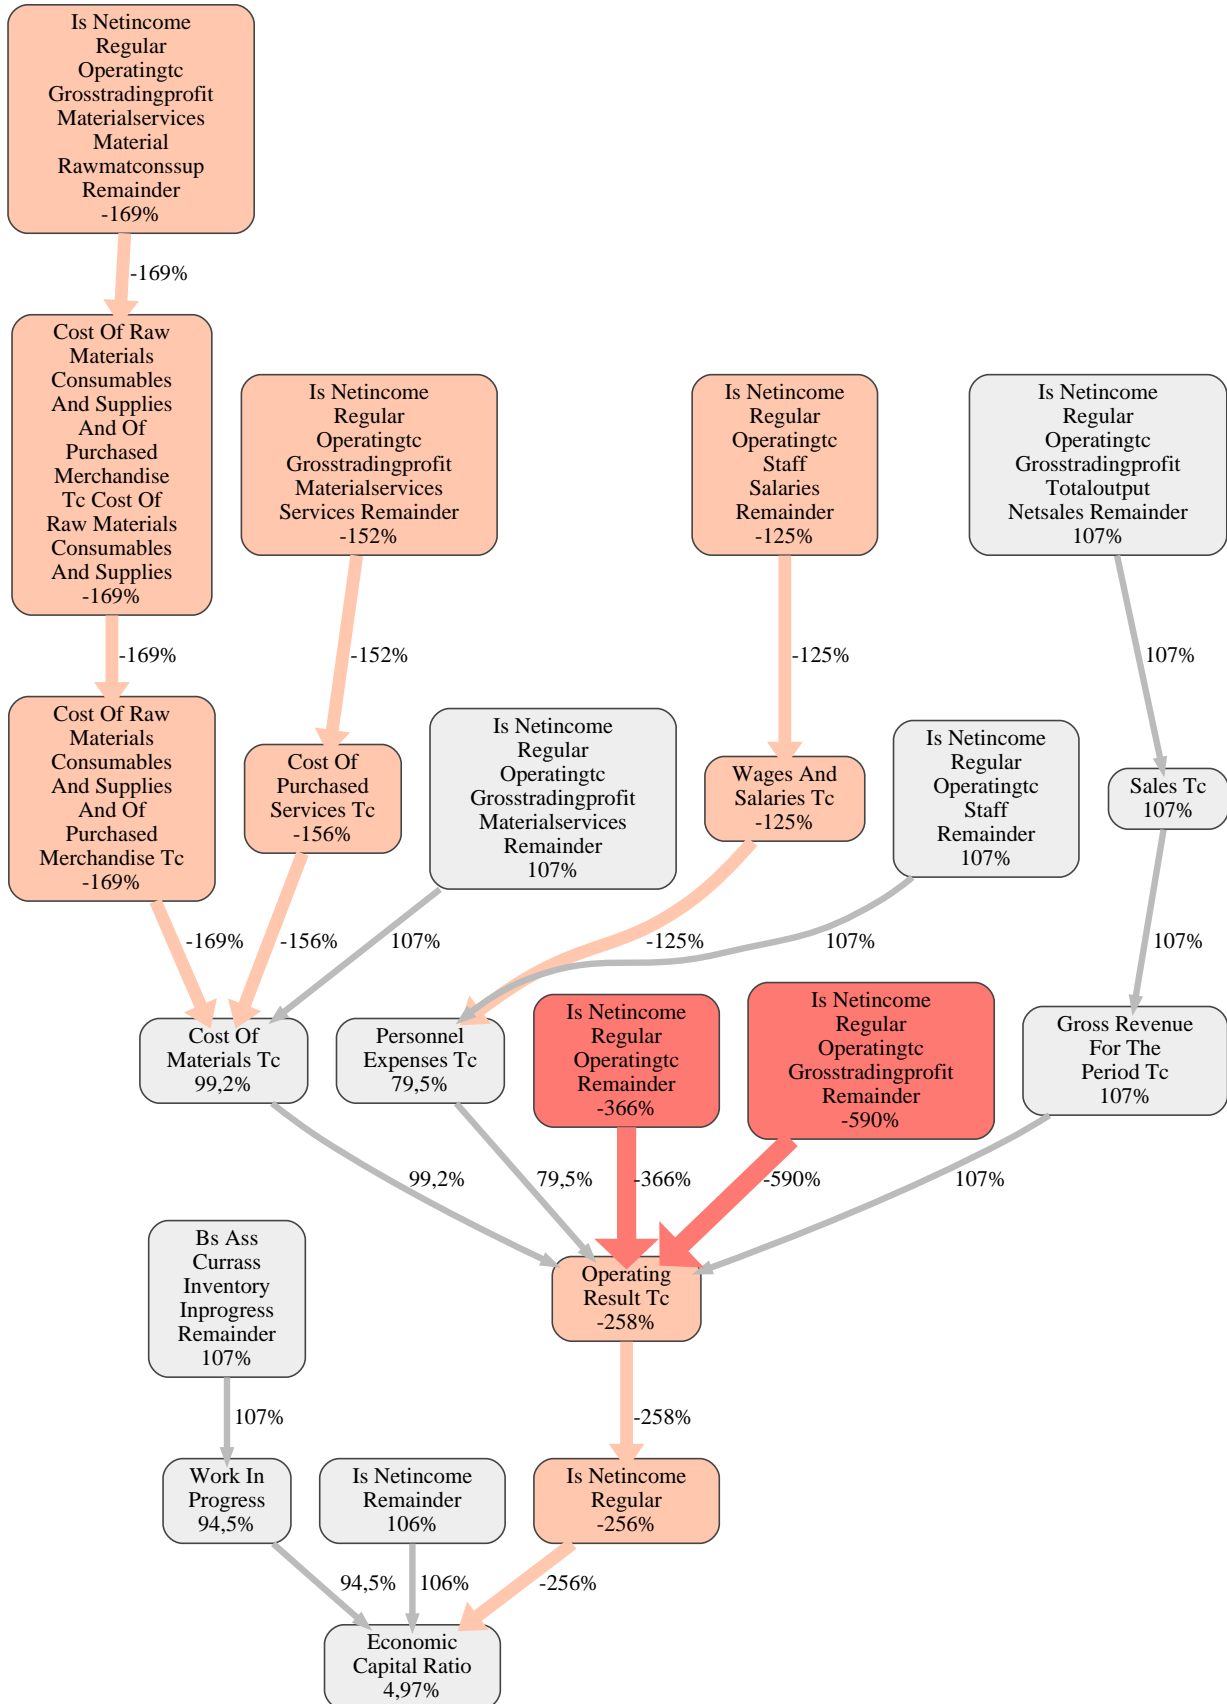 Is Netincome
Regular
Operatingtc
Grosstradingprofit
Materialservices
Material
Rawmatconssup
Remainder
-169%
-169%
Cost Of Raw
Materials
Consumables
And Supplies
And Of
Purchased
Merchandise
Tc Cost Of
Raw Materials
Consumables
And Supplies
-169%
Is Netincome
Regular
Operatingtc
Grosstradingprofit
Materialservices
Services Remainder
-152%
Is Netincome
Regular
Operatingtc
Staff
Salaries
Remainder
-125%
Is Netincome
Regular
Operatingtc
Grosstradingprofit
Totaloutput
Netsales Remainder
107%
-169%
-152%
-125%
107%
Cost Of Raw
Materials
Consumables
And Supplies
And Of
Purchased
Merchandise Tc
-169%
Cost Of
Purchased
Services Tc
-156%
Is Netincome
Regular
Operatingtc
Grosstradingprofit
Materialservices
Remainder
107%
Wages And
Salaries Tc
-125%
Is Netincome
Regular
Operatingtc
Staff
Remainder
107%
Sales Tc
107%
-169%
-156%
107%
-125%
107%
107%
Cost Of
Materials Tc
99,2%
Personnel
Expenses Tc
79,5%
Is Netincome
Regular
Operatingtc
Remainder
-366%
Is Netincome
Regular
Operatingtc
Grosstradingprofit
Remainder
-590%
Gross Revenue
For The
Period Tc
107%
99,2%
79,5%
-366%
-590%
107%
Bs Ass
Currass
Inventory
Inprogress
Remainder
107%
Operating
Result Tc
-258%
107%
-258%
Work In
Progress
94,5%
Is Netincome
Remainder
106%
Is Netincome
Regular
-256%
94,5%
106%
-256%
Economic
Capital Ratio
4,97%